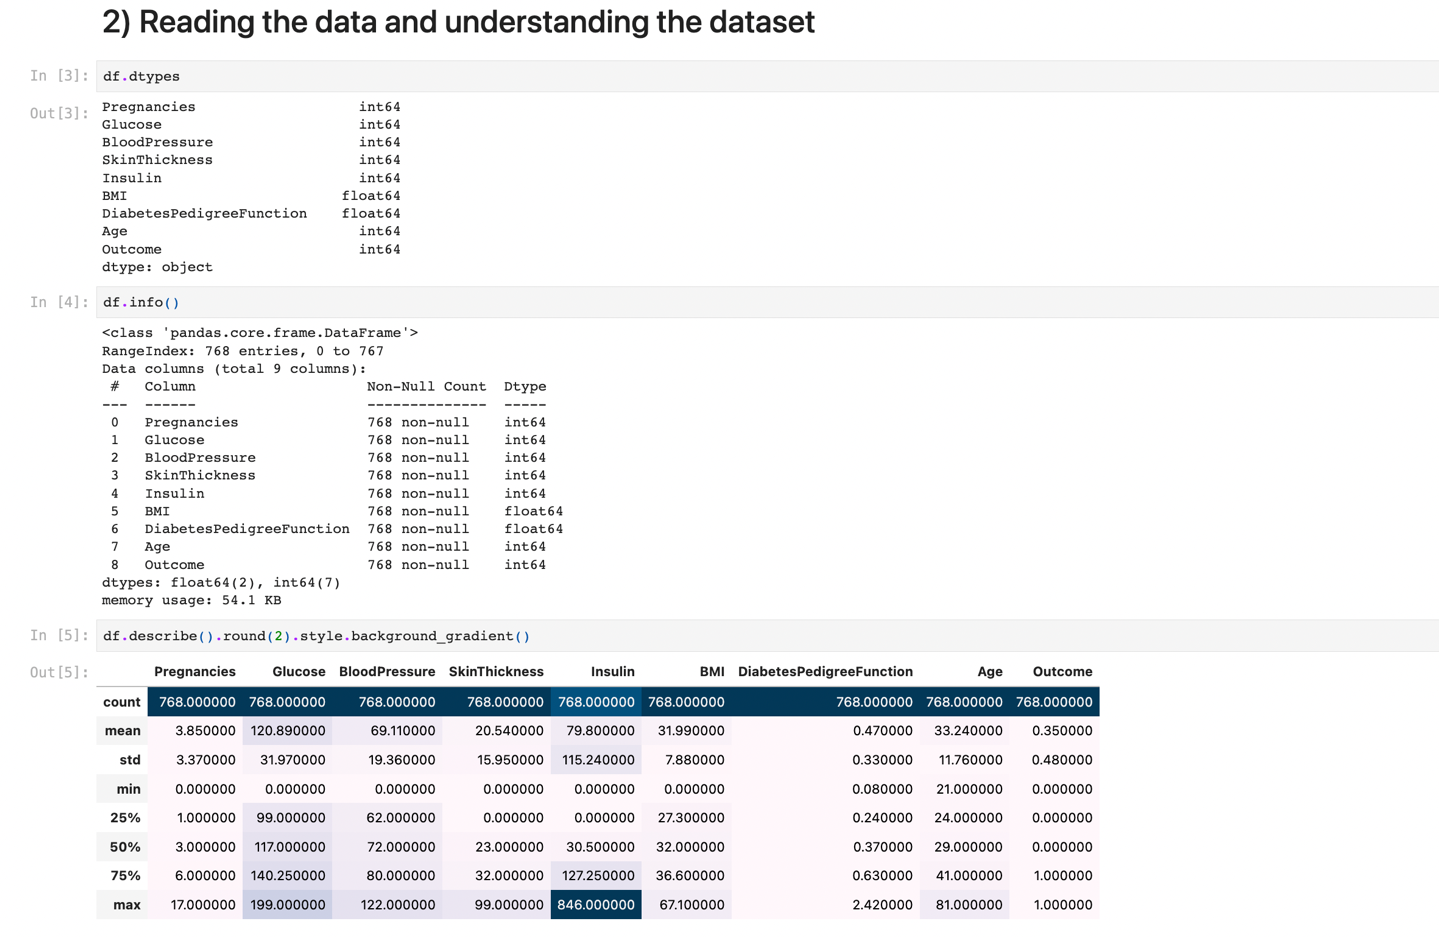 2) Reading the data and understanding the dataset
In [3]: df.dtypes
Out[3]: Pregnancies int64
Glucose int64
BloodPressure int64
SkinThickness int64
Insulin int64
BMI float64
DiabetesPedigreeFunction float64
Age int64
Outcome int64
dtype: object
In [4]: df.info()
<class 'pandas.core.frame.DataFrame'>
RangeIndex: 768 entries, 0 to 767
Data columns (total 9 columns):
# Column Non-Null Count Dtype
--- ------ -------------- -----
0 Pregnancies 768 non-null int64
1 Glucose 768 non-null int64
2 BloodPressure 768 non-null int64
3 SkinThickness 768 non-null int64
4 Insulin 768 non-null int64
5 BMI 768 non-null float64
6 DiabetesPedigreeFunction 768 non-null float64
7 Age 768 non-null int64
8 Outcome 768 non-null int64
dtypes: float64(2), int64(7)
memory usage: 54.1 KB
In [5]: df.describe().round(2).style.background_gradient()
Out[5]: Pregnancies Glucose BloodPressure SkinThickness Insulin BMI DiabetesPedigreeFunction Age Outcome
count 768.000000 768.000000 768.000000 768.000000 768.000000 768.000000 768.000000 768.000000 768.000000
mean 3.850000 120.890000 69.110000 20.540000 79.800000 31.990000 0.470000 33.240000 0.350000
std 3.370000 31.970000 19.360000 15.950000 115.240000 7.880000 0.330000 11.760000 0.480000
min 0.000000 0.000000 0.000000 0.000000 0.000000 0.000000 0.080000 21.000000 0.000000
25% 1.000000 99.000000 62.000000 0.000000 0.000000 27.300000 0.240000 24.000000 0.000000
50% 3.000000 117.000000 72.000000 23.000000 30.500000 32.000000 0.370000 29.000000 0.000000
75% 6.000000 140.250000 80.000000 32.000000 127.250000 36.600000 0.630000 41.000000 1.000000
max 17.000000 199.000000 122.000000 99.000000 846.000000 67.100000 2.420000 81.000000 1.000000